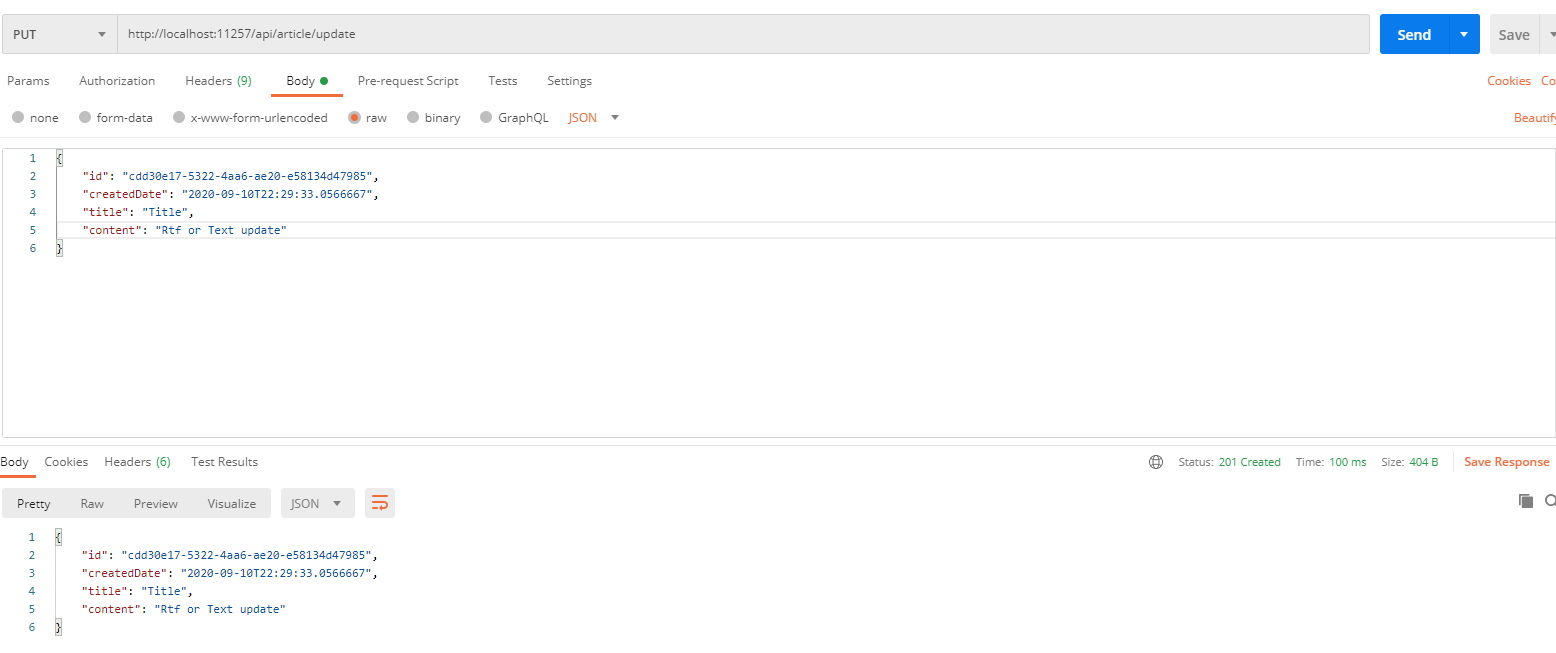 PUT http://localhost:11257/api/article/update Send Save
Params Authorization Headers (9) Body Pre-request Script Tests Settings Cookies Co
none form-data x-www-form-urlencoded raw binary GraphQL JSON Beautify
1 {
2 "id": "cdd30e17-5322-4aa6-ae20-e58134d47985",
3 "createdDate": "2020-09-10T22:29:33.0566667",
4 "title": "Title",
5 "content": "Rtf or Text update"
6 }
Body Cookies Headers (6) Test Results Status: 201 Created Time: 100 ms Size: 404 B Save Response
Pretty Raw Preview Visualize JSON
1 {
2 "id": "cdd30e17-5322-4aa6-ae20-e58134d47985",
3 "createdDate": "2020-09-10T22:29:33.0566667",
4 "title": "Title",
5 "content": "Rtf or Text update"
6 }